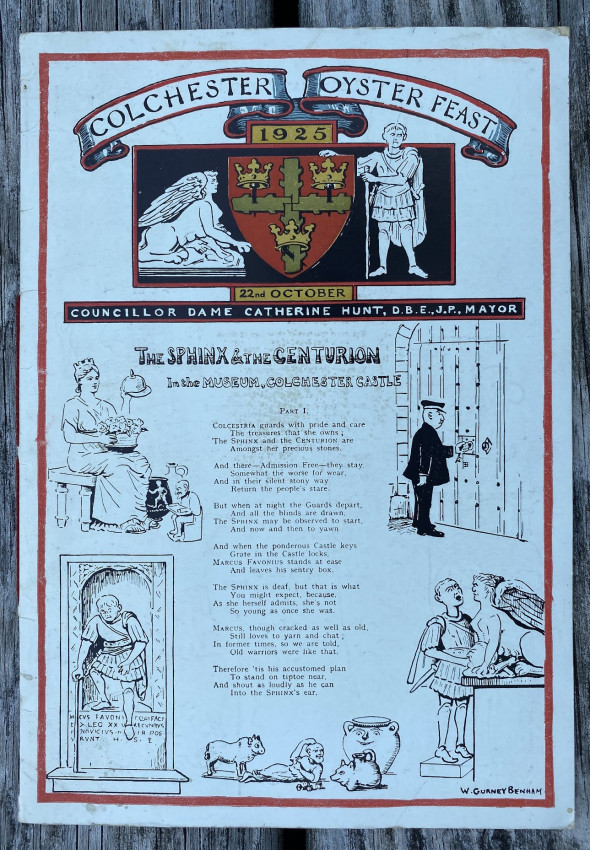 COLCHESTER OYSTER FEAST
1925
22nd OCTOBER
COUNCILLOR DAME CATHERINE HUNT, D.B.E., J.P., MAYOR
THE SPHINX & THE CENTURION
In the MUSEUM, COLCHESTER CASTLE
PART I.
COLCESTRIA guards with pride and care
The treasures that she owns;
The SPHINX and the CENTURION are
Amongst her precious stones.
And there—Admission Free—they stay,
Somewhat the worse for wear,
And in their silent stony way
Return the people's stare.
But when at night the Guards depart,
And all the blinds are drawn,
The SPHINX may be observed to start,
And now and then to yawn
And when the ponderous Castle keys
Grate in the Castle locks,
MARCUS FAVONIUS stands at ease
And leaves his sentry box.
The SPHINX is deaf, but that is what
You might expect, because,
As she herself admits, she's not
So young as once she was.
MARCUS, though cracked as well as old,
Still loves to yarn and chat;
In former times, so we are told,
Old warriors were like that.
Therefore 'tis his accustomed plan
To stand on tiptoe near,
And shout as loudly as he can
Into the SPHINX'S ear.
CVS FAVONI
LEG XX
NOVICIVS
RVNT H. S. E
W. GURNEY BENHAM